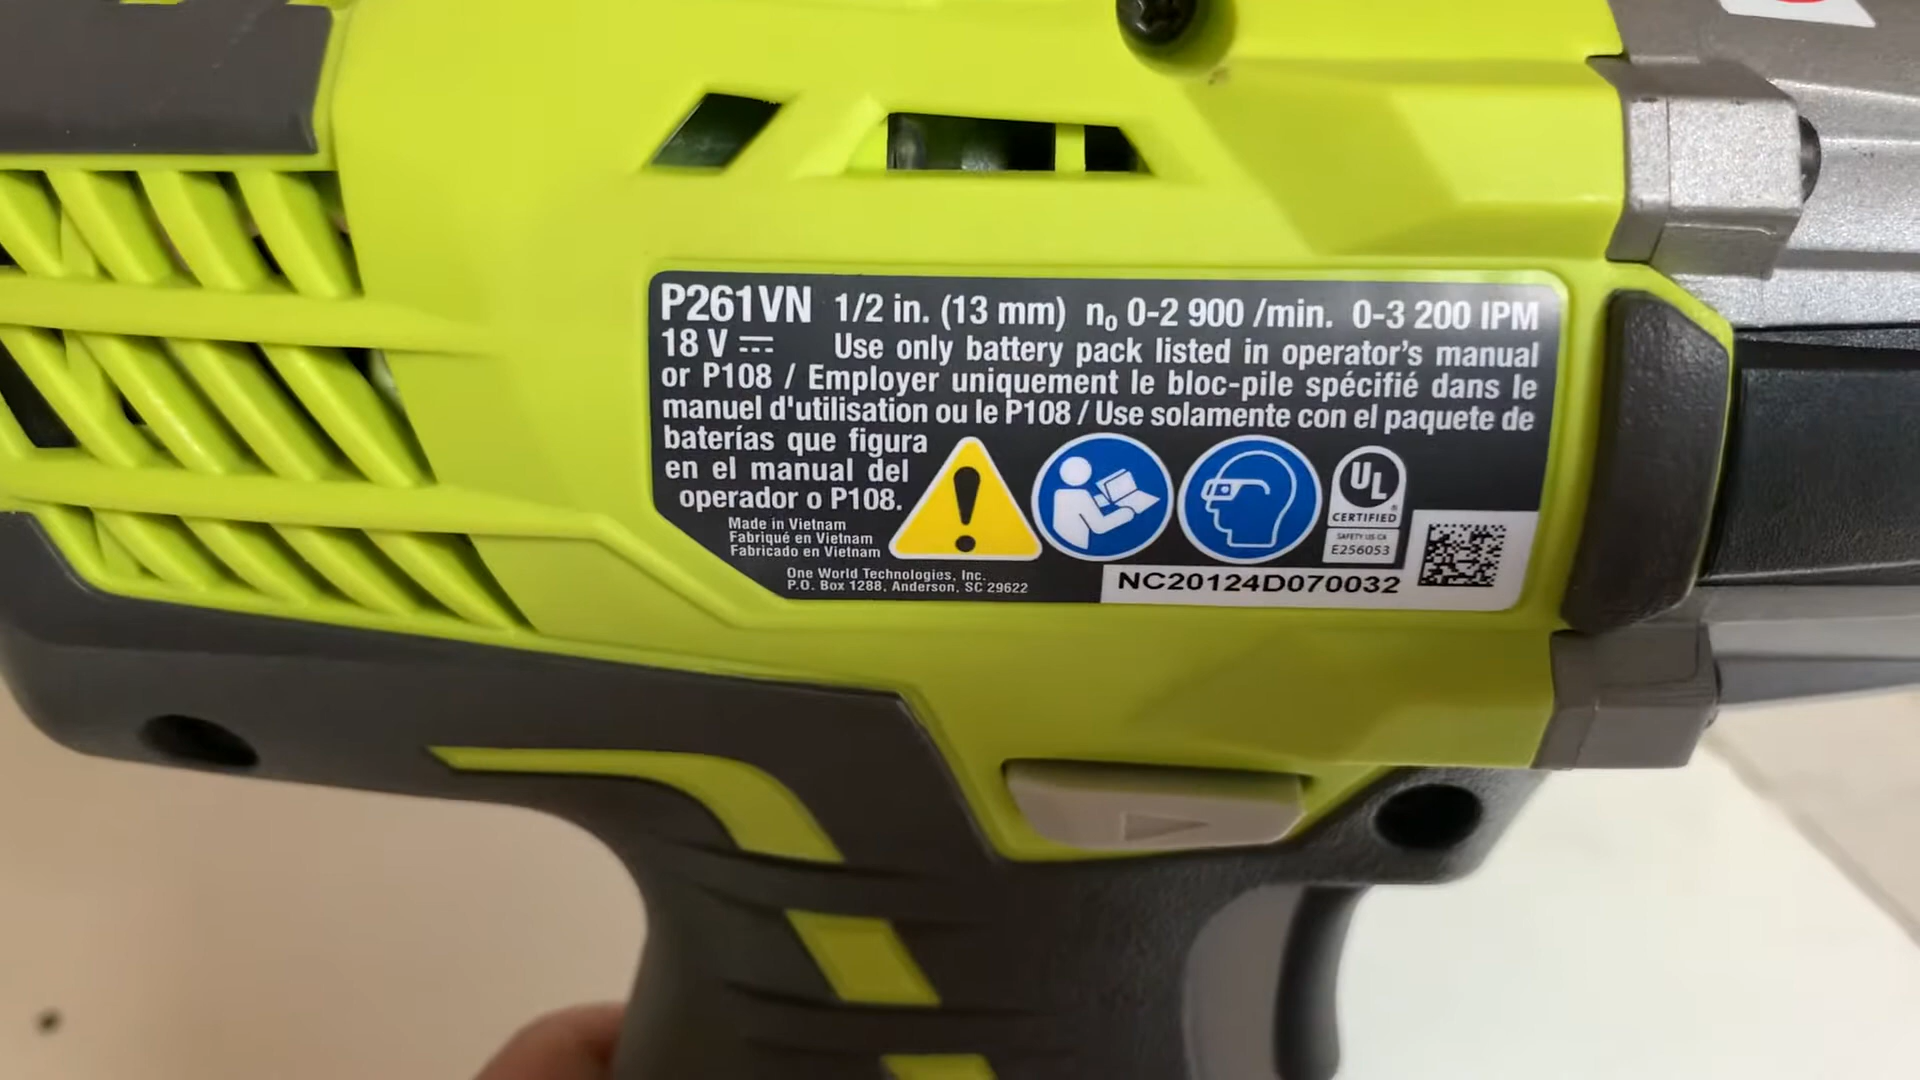 P261VN 1/2 in. (13 mm) n₀ 0-2 900 /min. 0-3 200 IPM
18 V ⎓ Use only battery pack listed in operator's manual
or P108 / Employer uniquement le bloc-pile spécifié dans le
manuel d'utilisation ou le P108 / Use solamente con el paquete de
baterías que figura
en el manual del
operador o P108.
Made in Vietnam
Fabriqué en Vietnam
Fabricado en Vietnam
One World Technologies, Inc.
P.O. Box 1288, Anderson, SC 29622
UL
®
CERTIFIED
SAFETY US-CA
E256053
NC20124D070032